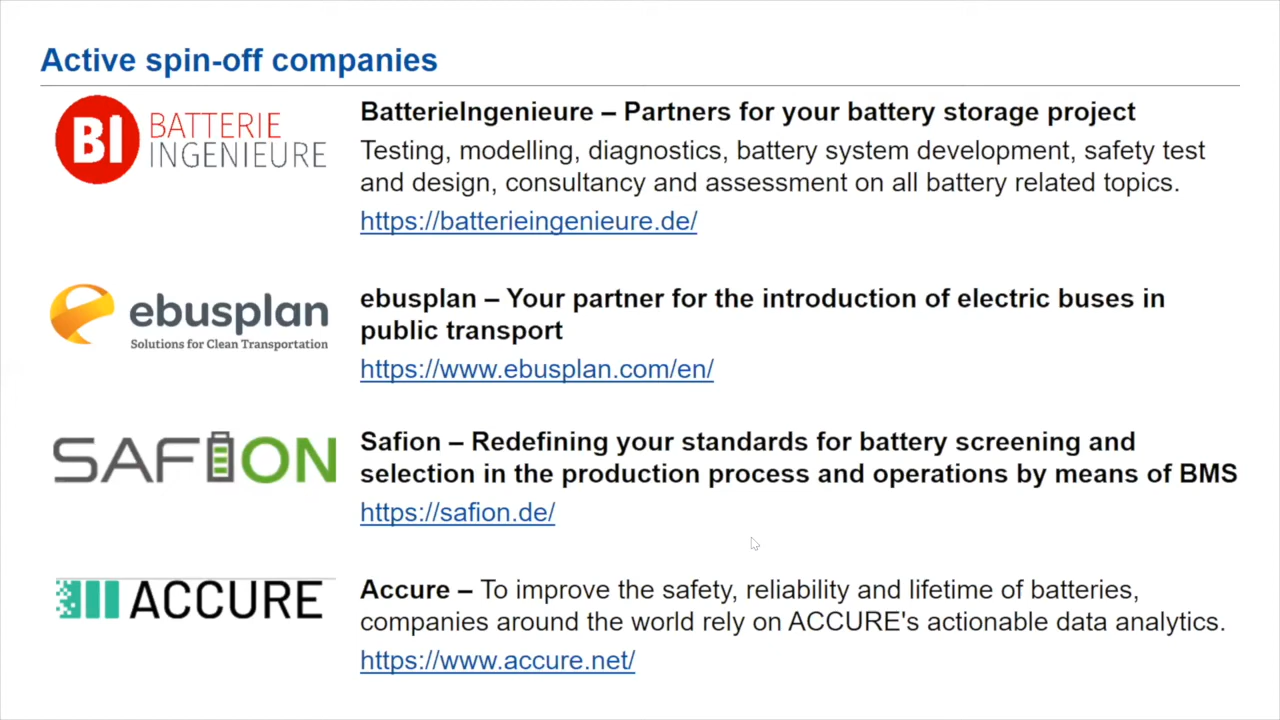 Active spin-off companies
BI BATTERIE
INGENIEURE
BatterieIngenieure – Partners for your battery storage project
Testing, modelling, diagnostics, battery system development, safety test
and design, consultancy and assessment on all battery related topics.
https://batterieingenieure.de/
ebusplan
Solutions for Clean Transportation
ebusplan – Your partner for the introduction of electric buses in
public transport
https://www.ebusplan.com/en/
SAFION
Safion – Redefining your standards for battery screening and
selection in the production process and operations by means of BMS
https://safion.de/
ACCURE
Accure – To improve the safety, reliability and lifetime of batteries,
companies around the world rely on ACCURE's actionable data analytics.
https://www.accure.net/